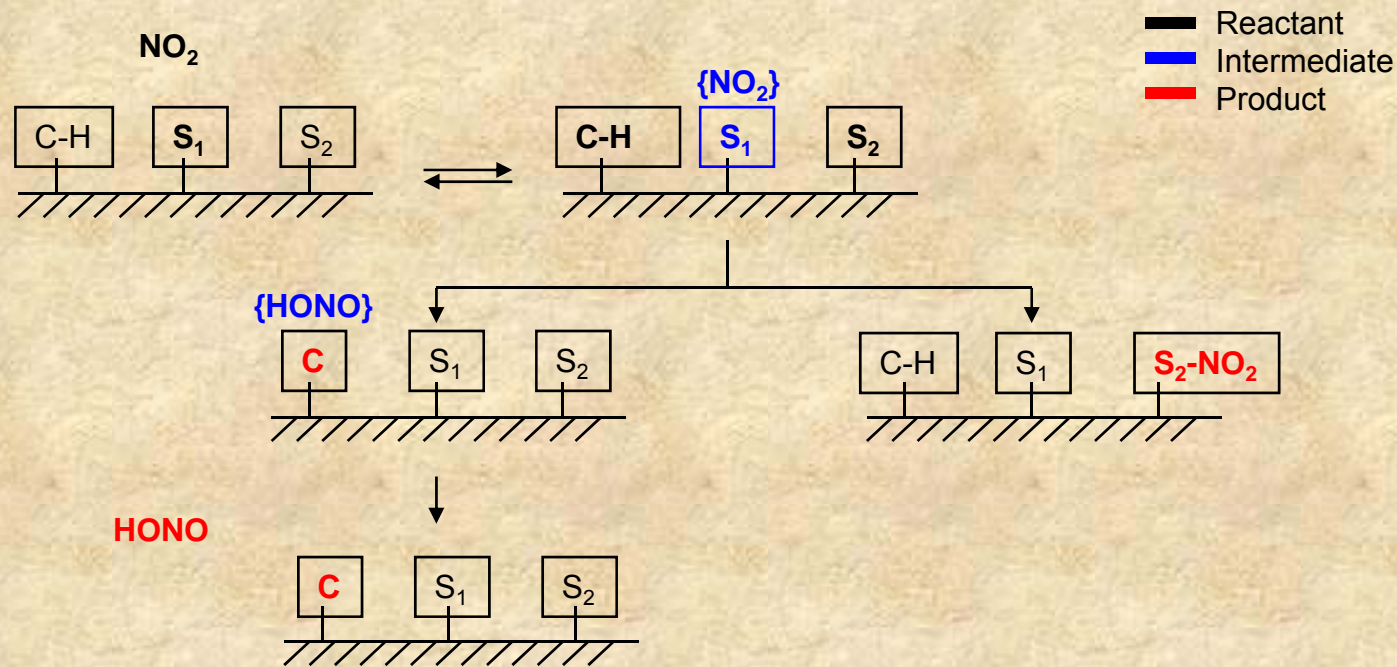 Reactant
Intermediate
Product
NO₂
{NO₂}
C-H S₁ S₂
C-H S₁ S₂
{HONO}
C S₁ S₂
C-H S₁ S₂-NO₂
HONO
C S₁ S₂